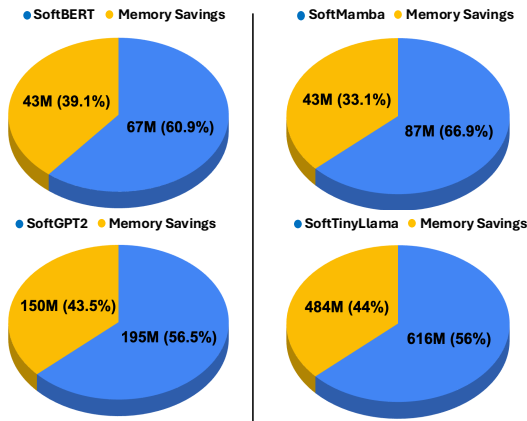 SoftBERT Memory Savings
43M (39.1%)
67M (60.9%)
SoftMamba Memory Savings
43M (33.1%)
87M (66.9%)
SoftGPT2 Memory Savings
150M (43.5%)
195M (56.5%)
SoftTinyLlama Memory Savings
484M (44%)
616M (56%)